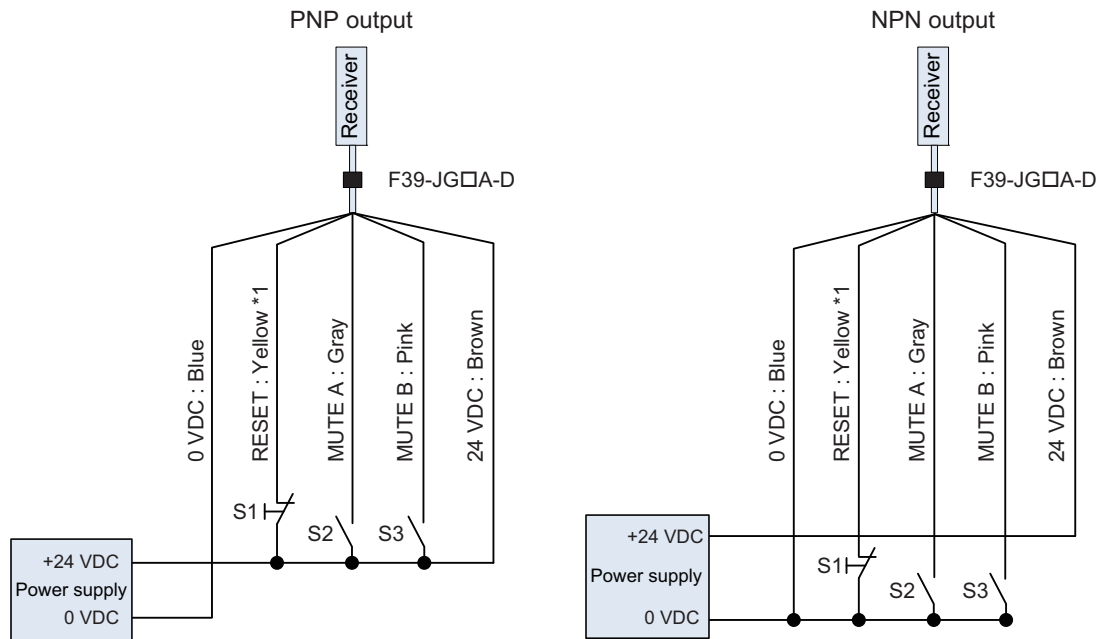 PNP output
Receiver
F39-JG□A-D
0 VDC : Blue
RESET : Yellow *1
MUTE A : Gray
MUTE B : Pink
24 VDC : Brown
S1
S2
S3
+24 VDC
Power supply
0 VDC
NPN output
Receiver
F39-JG□A-D
0 VDC : Blue
RESET : Yellow *1
MUTE A : Gray
MUTE B : Pink
24 VDC : Brown
+24 VDC
S1
Power supply
S2
S3
0 VDC